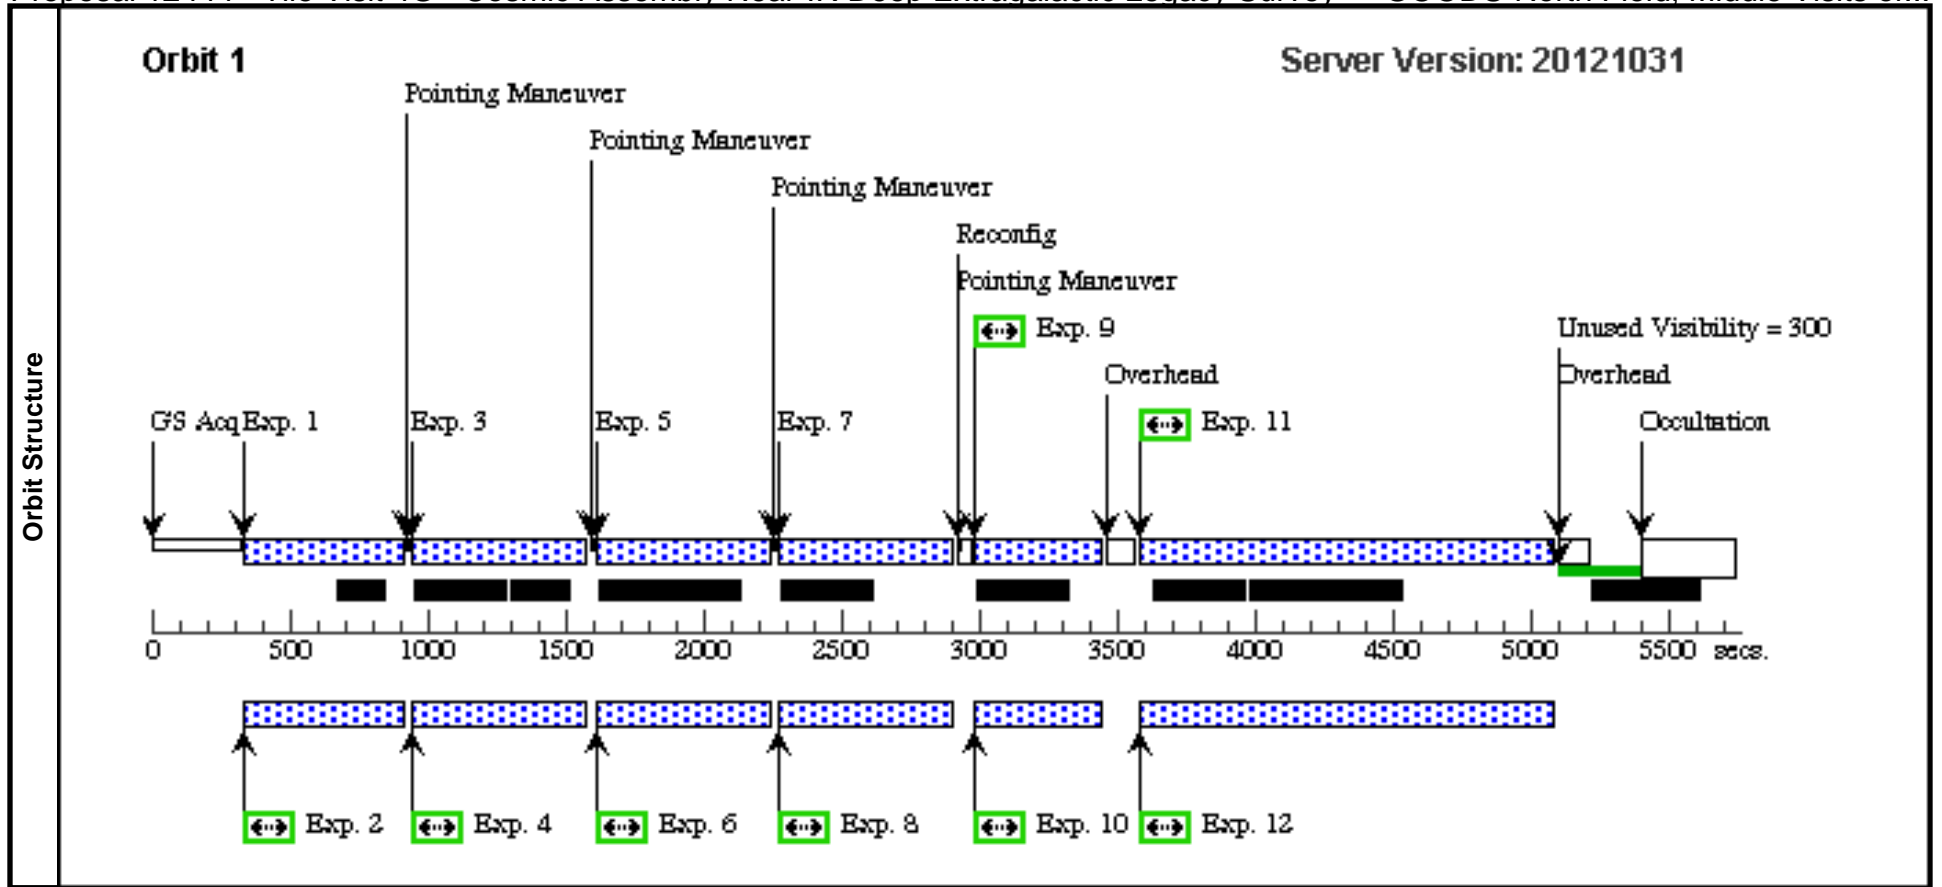 Orbit Structure
Orbit 1
Server Version: 20121031
Pointing Maneuver
Pointing Maneuver
Pointing Maneuver
Reconfig
Pointing Maneuver
Exp. 9
Unused Visibility = 300
Overhead
Overhead
GS Acq Exp. 1 Exp. 3 Exp. 5 Exp. 7 Exp. 11 Occultation
0 500 1000 1500 2000 2500 3000 3500 4000 4500 5000 5500 secs.
Exp. 2 Exp. 4 Exp. 6 Exp. 8 Exp. 10 Exp. 12